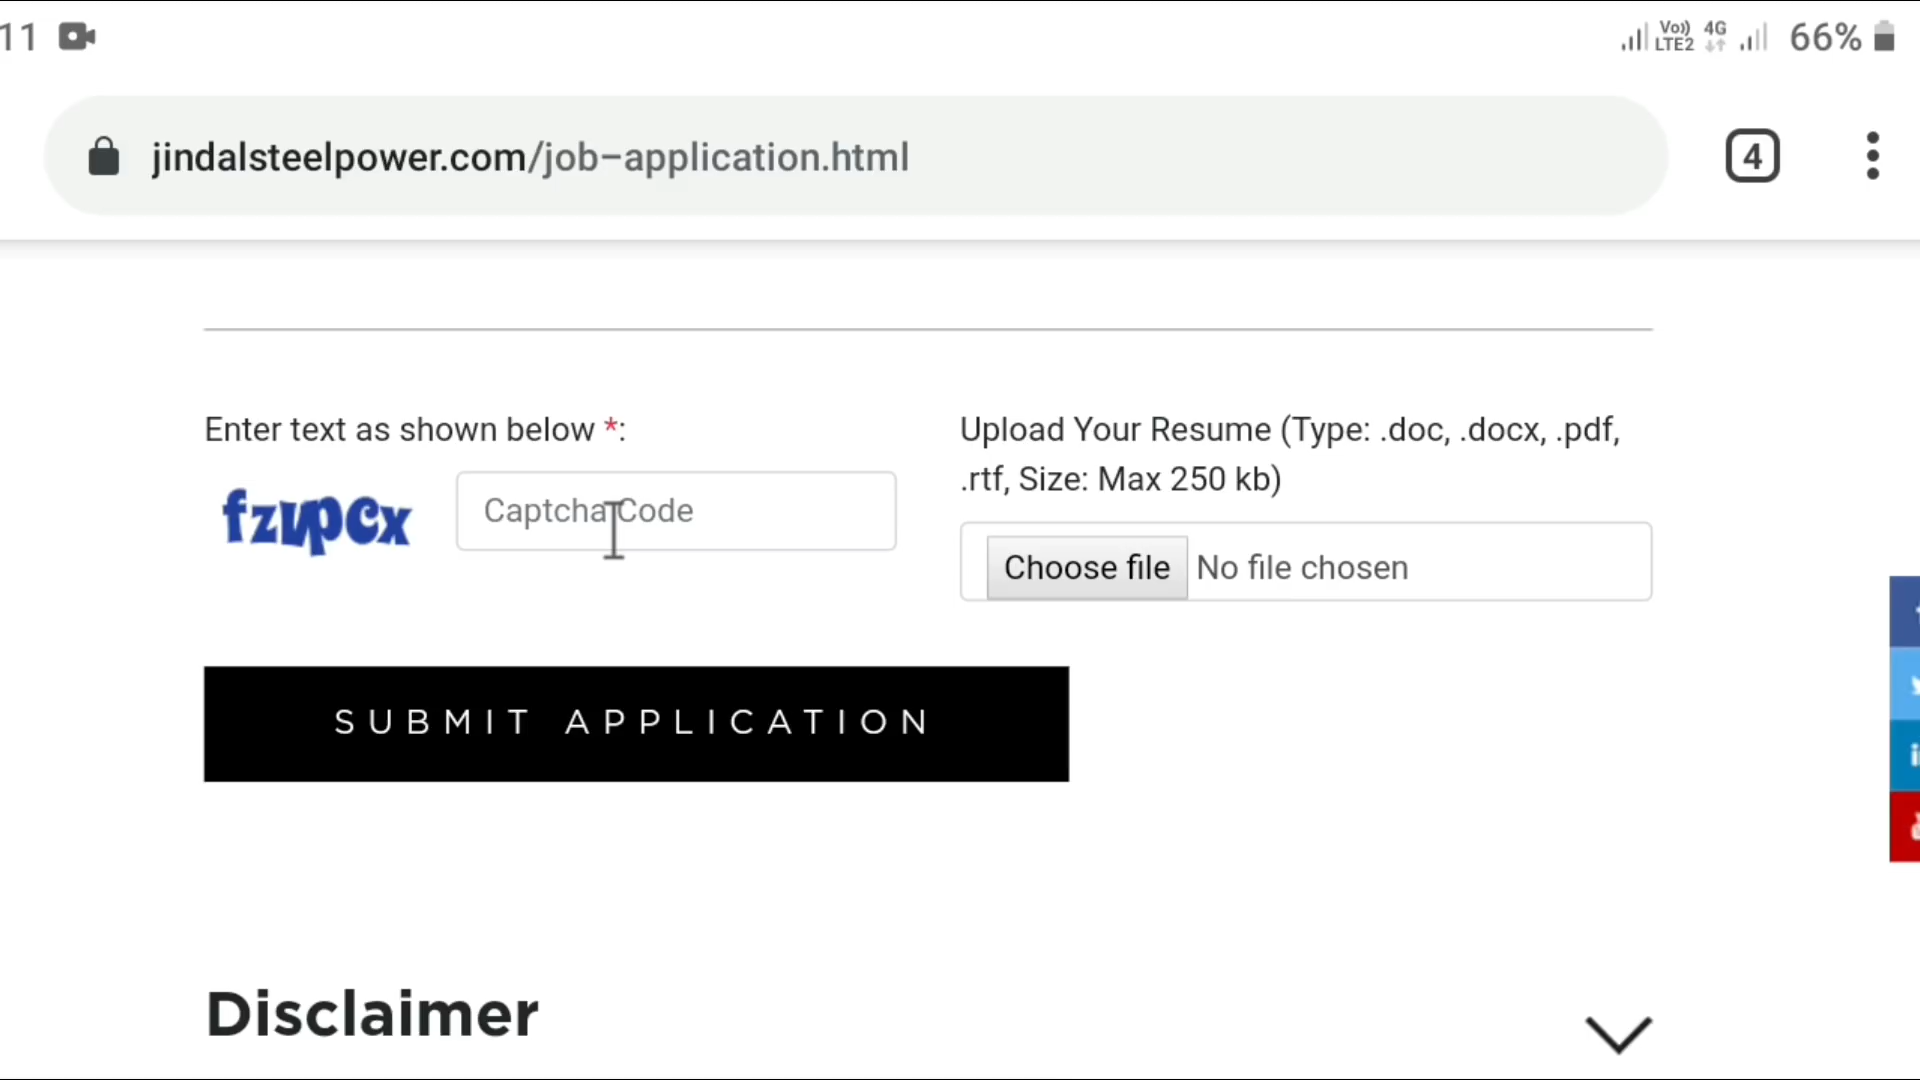 11
Vo)) 4G
LTE2
66%
jindalsteelpower.com/job-application.html
4
Enter text as shown below *:
Upload Your Resume (Type: .doc, .docx, .pdf,
.rtf, Size: Max 250 kb)
Captcha Code
Choose file No file chosen
SUBMIT APPLICATION
Disclaimer